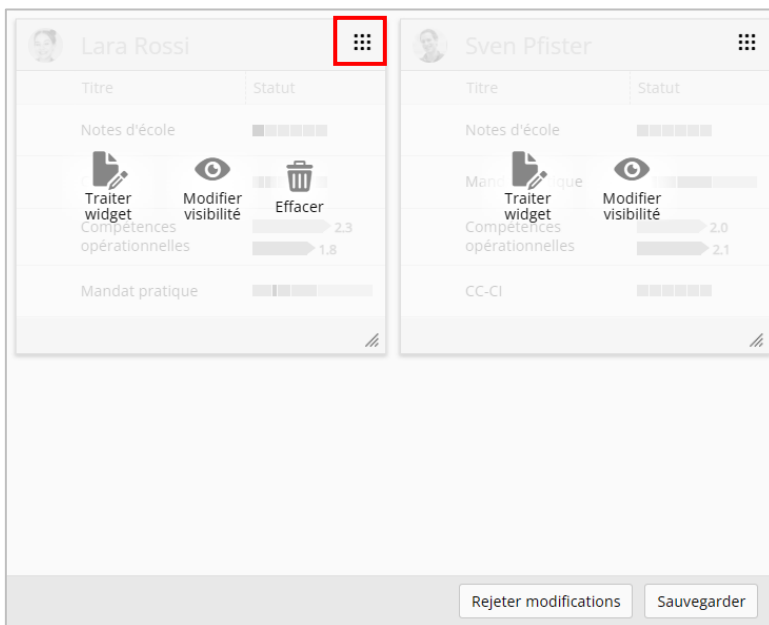 Lara Rossi
Titre Statut
Notes d'école
Traiter
widget
Modifier
visibilité
Effacer
Compétences
opérationnelles
2.3
1.8
Mandat pratique
Sven Pfister
Titre Statut
Notes d'école
Traiter
widget
Modifier
visibilité
Compétences
opérationnelles
2.0
2.1
CC-CI
Rejeter modifications Sauvegarder